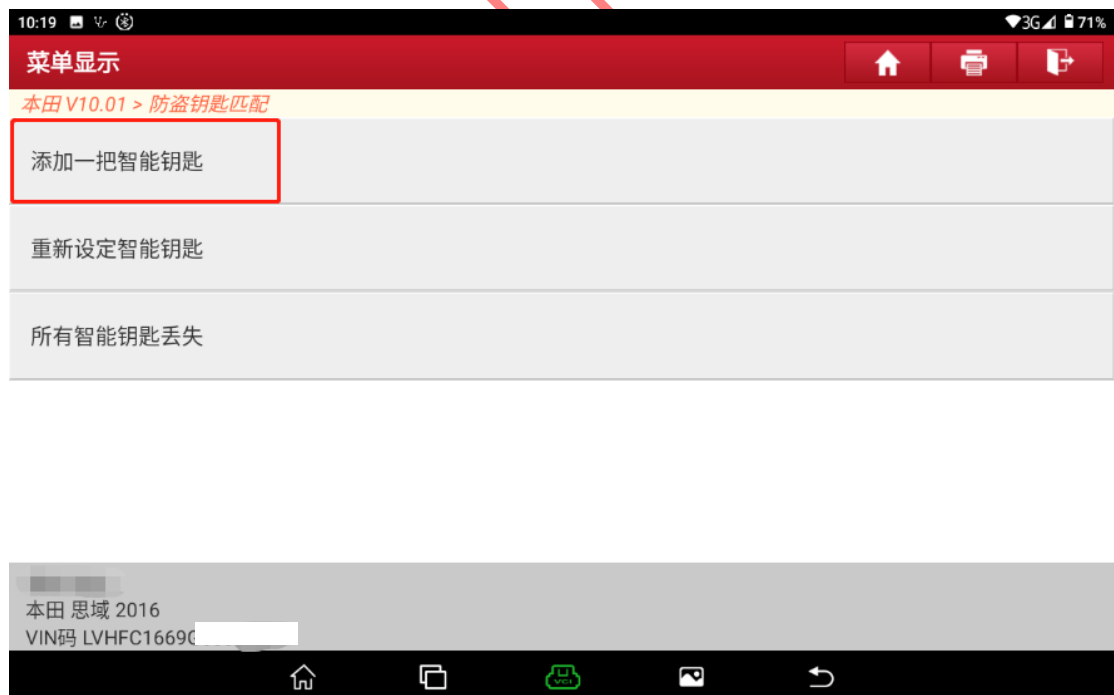 10:19 3G 71%
菜单显示
本田 V10.01 > 防盗钥匙匹配
添加一把智能钥匙
重新设定智能钥匙
所有智能钥匙丢失
本田 思域 2016
VIN码 LVHFC1669
VCI